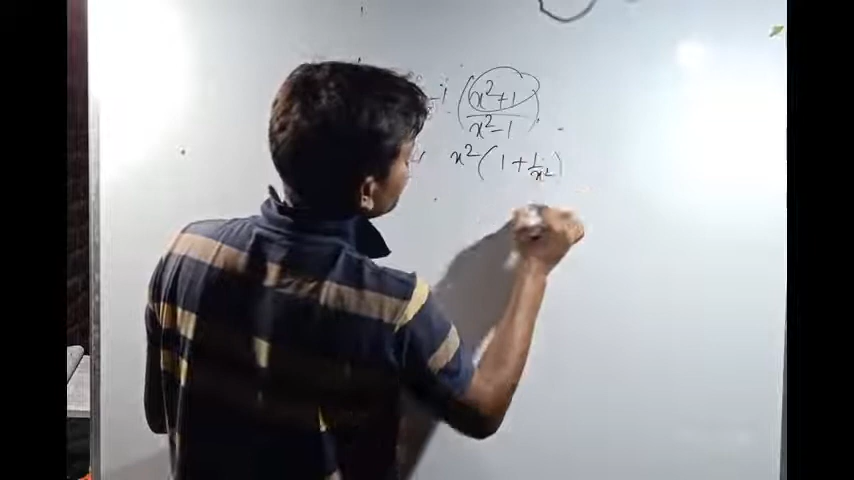 (x²+1
x²-1)
x²(1+1/x²)